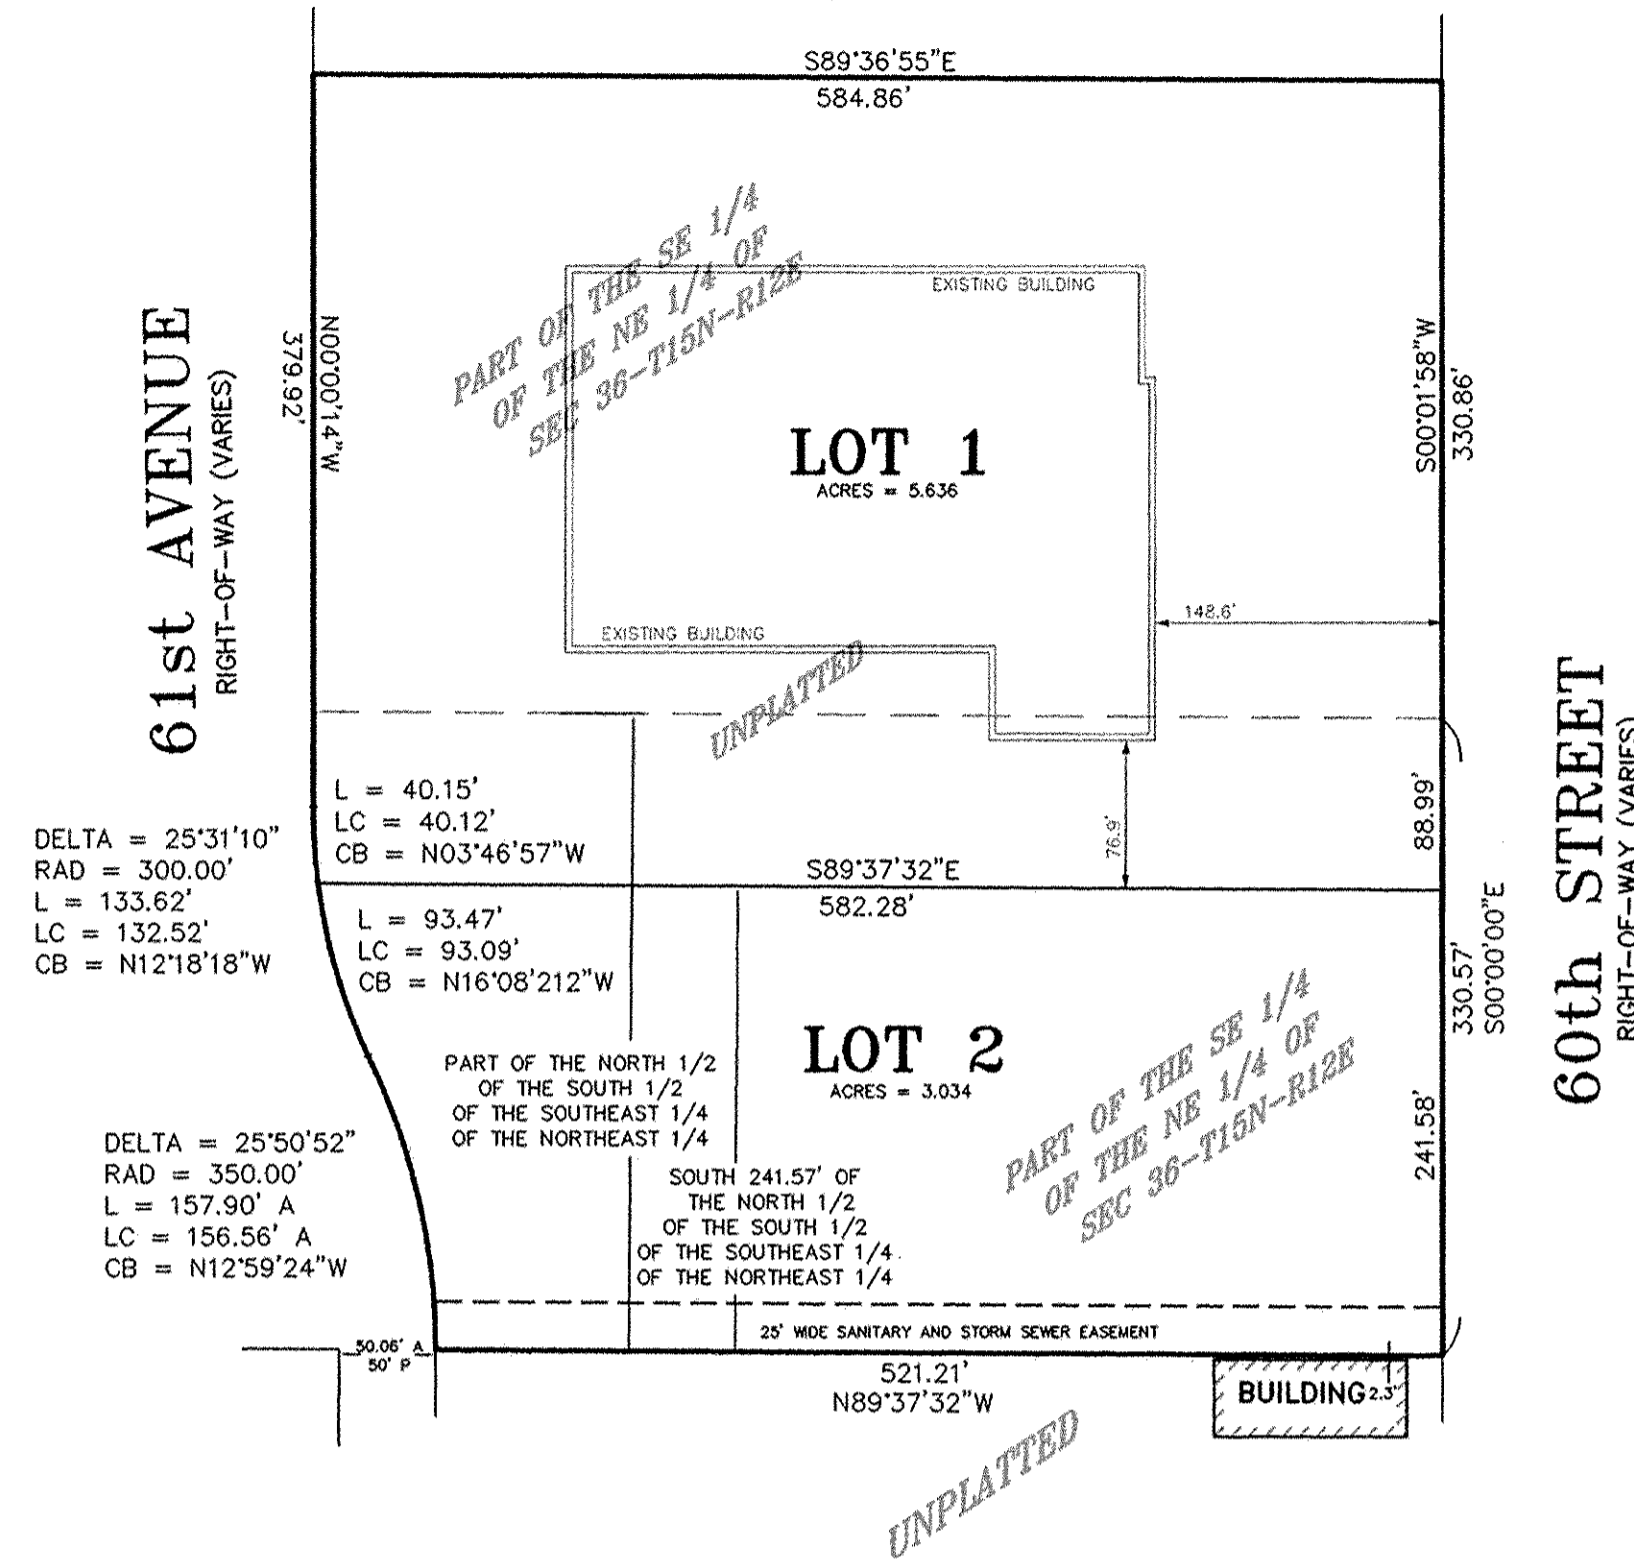 S89°36'55"E
584.86'
PART OF THE SE 1/4
OF THE NE 1/4 OF
SEC 36-T15N-R12E
EXISTING BUILDING
61st AVENUE
RIGHT-OF-WAY (VARIES)
N00°00'14"W
379.92'
LOT 1
ACRES = 5.636
S00°01'58"W
330.86'
148.6'
EXISTING BUILDING
UNPLATTED
60th STREET
RIGHT-OF-WAY (VARIES)
L = 40.15'
LC = 40.12'
CB = N03°46'57"W
DELTA = 25°31'10"
RAD = 300.00'
L = 133.62'
LC = 132.52'
CB = N12°18'18"W
76.9'
88.99'
S89°37'32"E
582.28'
L = 93.47'
LC = 93.09'
CB = N16°08'212"W
330.57'
S00°00'00"E
LOT 2
ACRES = 3.034
PART OF THE SE 1/4
OF THE NE 1/4 OF
SEC 36-T15N-R12E
PART OF THE NORTH 1/2
OF THE SOUTH 1/2
OF THE SOUTHEAST 1/4
OF THE NORTHEAST 1/4
241.58'
DELTA = 25°50'52"
RAD = 350.00'
L = 157.90' A
LC = 156.56' A
CB = N12°59'24"W
SOUTH 241.57' OF
THE NORTH 1/2
OF THE SOUTH 1/2
OF THE SOUTHEAST 1/4
OF THE NORTHEAST 1/4
25' WIDE SANITARY AND STORM SEWER EASEMENT
50.06' A
50' P
521.21'
N89°37'32"W
BUILDING 2.3'
UNPLATTED